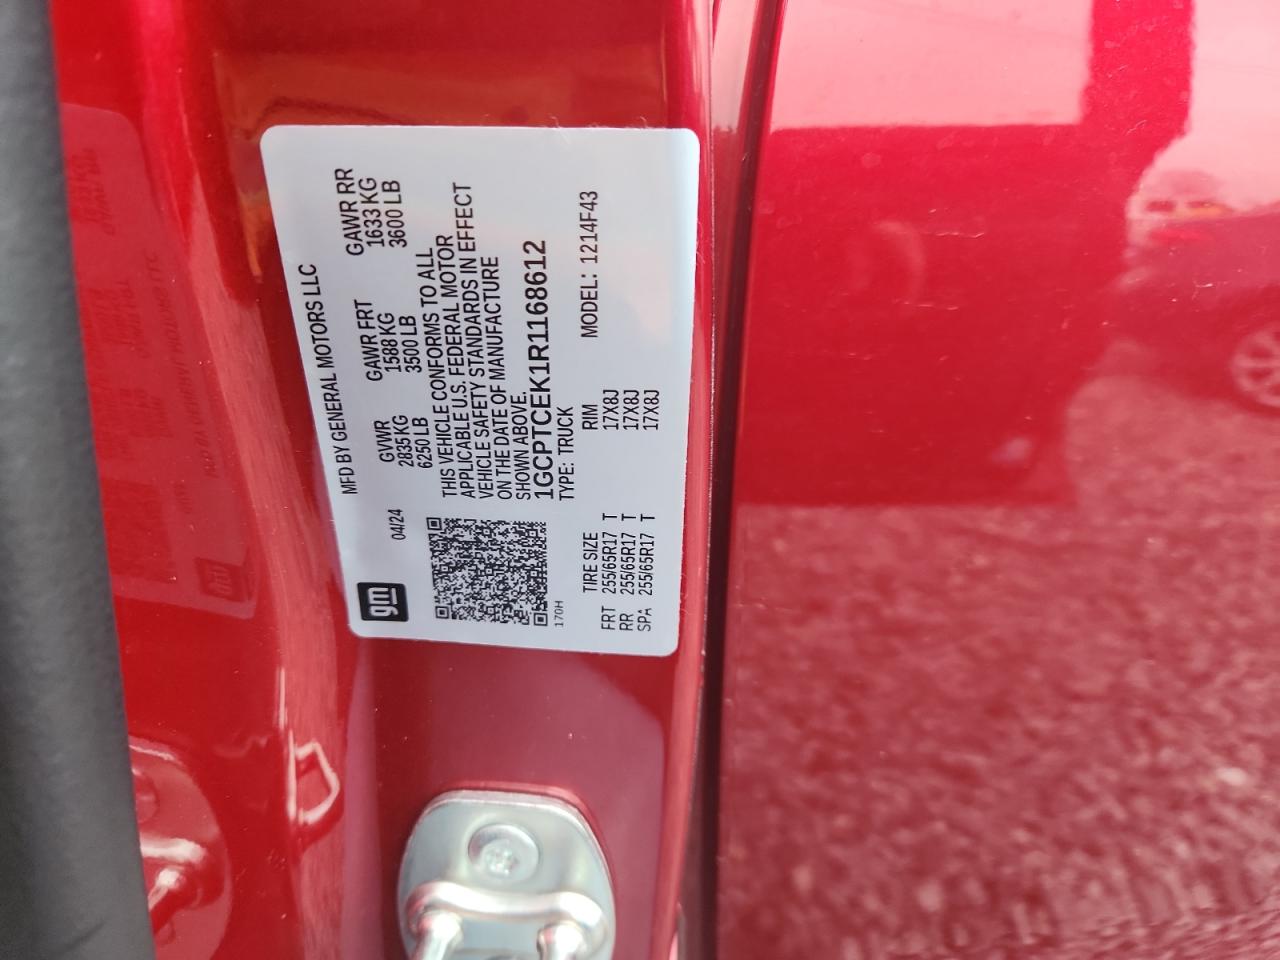 MFD BY GENERAL MOTORS LLC
gm
04/24
GVWR GAWR FRT GAWR RR
2835 KG 1588 KG 1633 KG
6250 LB 3500 LB 3600 LB
THIS VEHICLE CONFORMS TO ALL
APPLICABLE U.S. FEDERAL MOTOR
VEHICLE SAFETY STANDARDS IN EFFECT
ON THE DATE OF MANUFACTURE
SHOWN ABOVE.
1GCPTCEK1R1168612
170H
TYPE: TRUCK MODEL: 1214F43
TIRE SIZE RIM
FRT 255/65R17 T 17X8J
RR 255/65R17 T 17X8J
SPA 255/65R17 T 17X8J